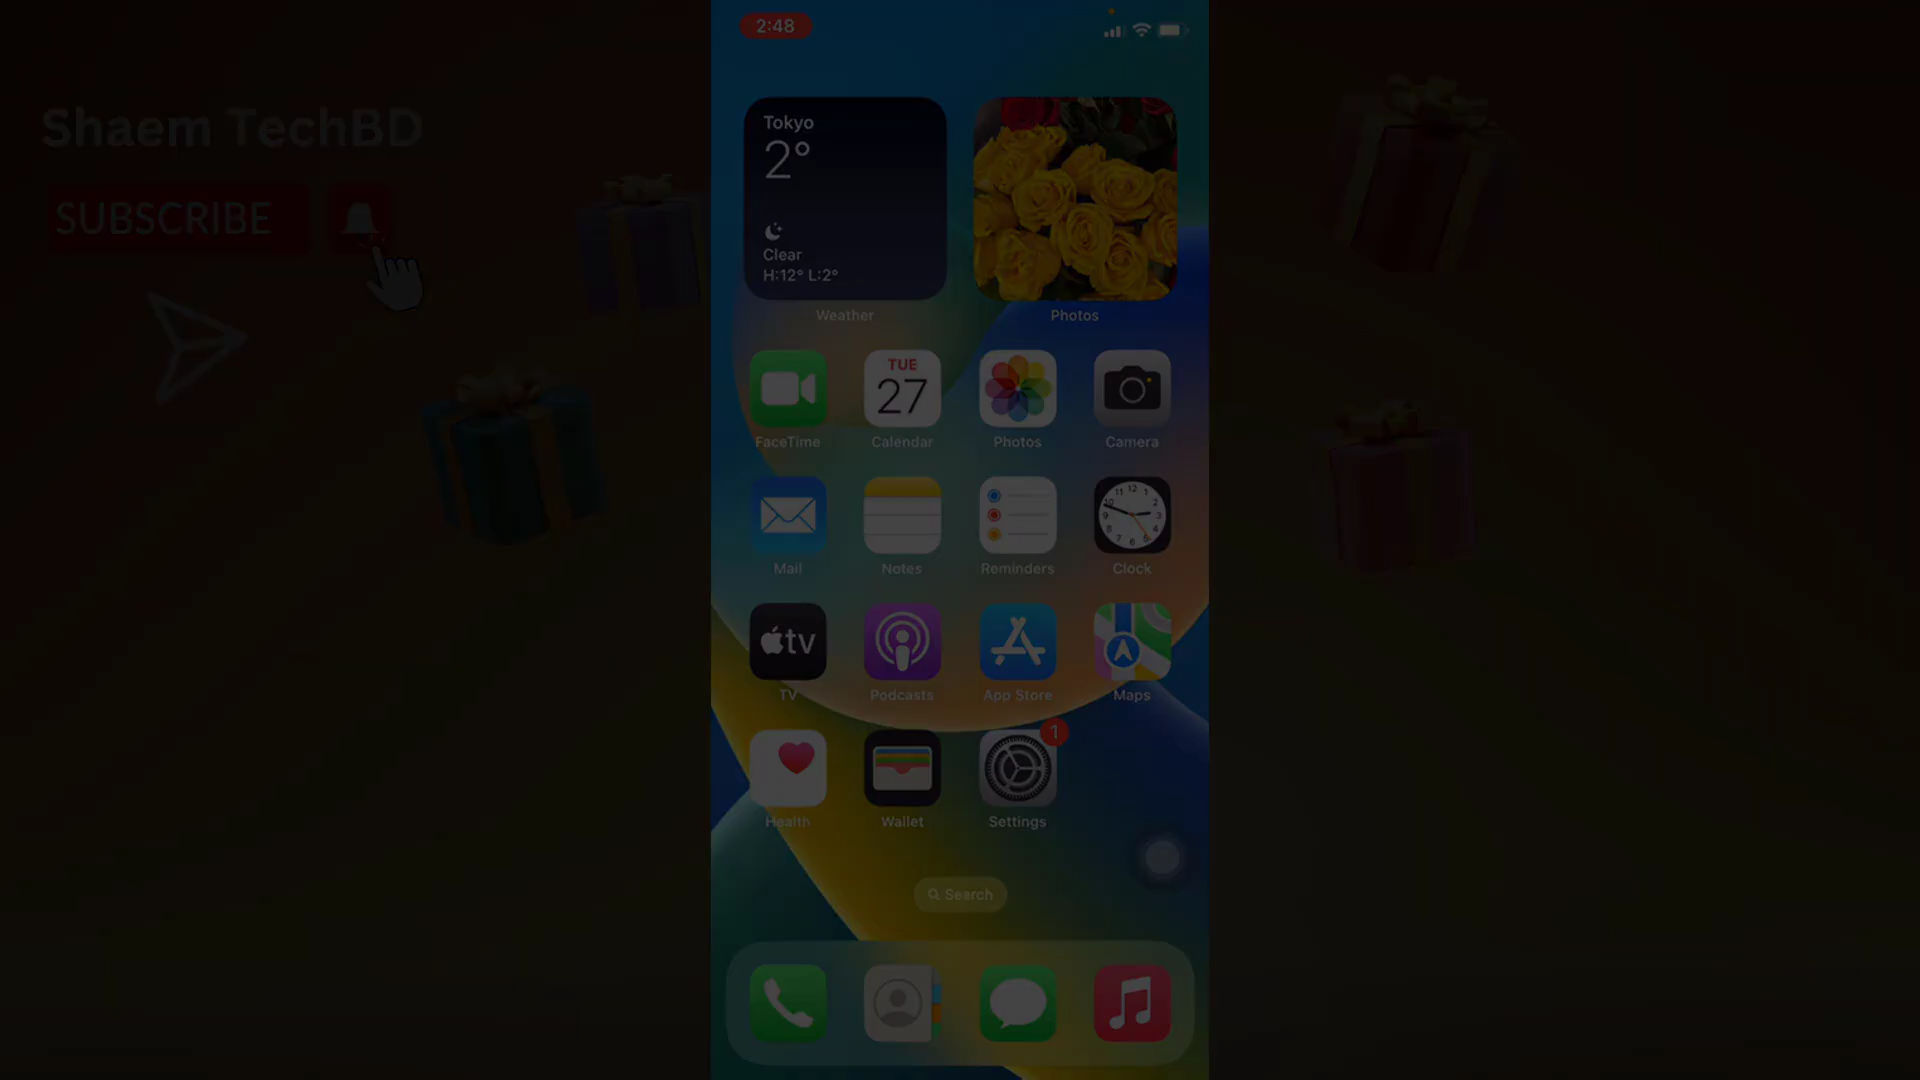 Shaem TechBD
SUBSCRIBE
2:48
Tokyo
2°
Clear
H:12° L:2°
Weather
Photos
TUE
27
FaceTime
Calendar
Photos
Camera
Mail
Notes
Reminders
Clock
tv
TV
Podcasts
App Store
Maps
1
Health
Wallet
Settings
Search